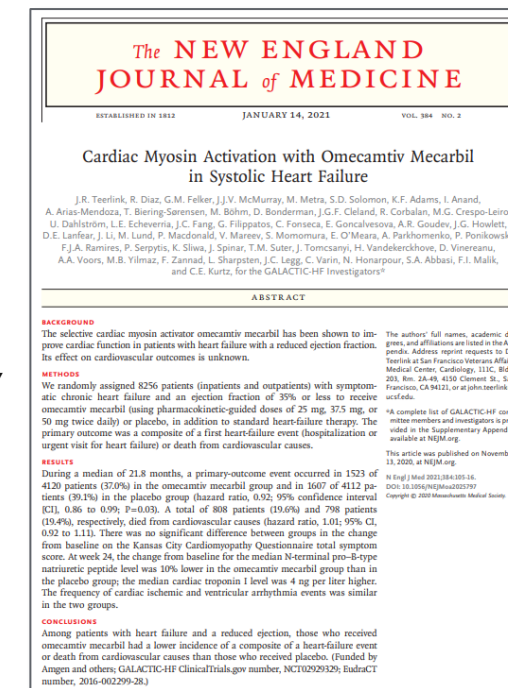 The NEW ENGLAND
JOURNAL of MEDICINE
ESTABLISHED IN 1812 JANUARY 14, 2021 VOL. 384 NO. 2
Cardiac Myosin Activation with Omecamtiv Mecarbil
in Systolic Heart Failure
J.R. Teerlink, R. Diaz, G.M. Felker, J.J.V. McMurray, M. Metra, S.D. Solomon, K.F. Adams, I. Anand,
A. Arias-Mendoza, T. Biering-Sørensen, M. Böhm, D. Bonderman, J.G.F. Cleland, R. Corbalan, M.G. Crespo-Leiro
U. Dahlström, L.E. Echeverria, J.C. Fang, G. Filippatos, C. Fonseca, E. Goncalvesova, A.R. Goudev, J.G. Howlett,
D.E. Lanfear, J. Li, M. Lund, P. Macdonald, V. Mareev, S. Momomura, E. O'Meara, A. Parkhomenko, P. Ponikowsk
F.J.A. Ramires, P. Serpytis, K. Sliwa, J. Spinar, T.M. Suter, J. Tomcsanyi, H. Vandekerckhove, D. Vinereanu,
A.A. Voors, M.B. Yilmaz, F. Zannad, L. Sharpsten, J.C. Legg, C. Varin, N. Honarpour, S.A. Abbasi, F.I. Malik,
and C.E. Kurtz, for the GALACTIC-HF Investigators*
ABSTRACT
BACKGROUND
The selective cardiac myosin activator omecamtiv mecarbil has been shown to im-
prove cardiac function in patients with heart failure with a reduced ejection fraction.
Its effect on cardiovascular outcomes is unknown.
METHODS
We randomly assigned 8256 patients (inpatients and outpatients) with symptom-
atic chronic heart failure and an ejection fraction of 35% or less to receive
omecamtiv mecarbil (using pharmacokinetic-guided doses of 25 mg, 37.5 mg, or
50 mg twice daily) or placebo, in addition to standard heart-failure therapy. The
primary outcome was a composite of a first heart-failure event (hospitalization or
urgent visit for heart failure) or death from cardiovascular causes.
RESULTS
During a median of 21.8 months, a primary-outcome event occurred in 1523 of
4120 patients (37.0%) in the omecamtiv mecarbil group and in 1607 of 4112 pa-
tients (39.1%) in the placebo group (hazard ratio, 0.92; 95% confidence interval
[CI], 0.86 to 0.99; P=0.03). A total of 808 patients (19.6%) and 798 patients
(19.4%), respectively, died from cardiovascular causes (hazard ratio, 1.01; 95% CI,
0.92 to 1.11). There was no significant difference between groups in the change
from baseline on the Kansas City Cardiomyopathy Questionnaire total symptom
score. At week 24, the change from baseline for the median N-terminal pro–B-type
natriuretic peptide level was 10% lower in the omecamtiv mecarbil group than in
the placebo group; the median cardiac troponin I level was 4 ng per liter higher.
The frequency of cardiac ischemic and ventricular arrhythmia events was similar
in the two groups.
CONCLUSIONS
Among patients with heart failure and a reduced ejection, those who received
omecamtiv mecarbil had a lower incidence of a composite of a heart-failure event
or death from cardiovascular causes than those who received placebo. (Funded by
Amgen and others; GALACTIC-HF ClinicalTrials.gov number, NCT02929329; EudraCT
number, 2016-002299-28.)
The authors' full names, academic d
grees, and affiliations are listed in the A
pendix. Address reprint requests to D
Teerlink at San Francisco Veterans Affai
Medical Center, Cardiology, 111C, Bld
203, Rm. 2A-49, 4150 Clement St., Sa
Francisco, CA 94121, or at john.teerlink
ucsf.edu.
*A complete list of GALACTIC-HF com
mittee members and investigators is pr
vided in the Supplementary Append
available at NEJM.org.
This article was published on Novemb
13, 2020, at NEJM.org.
N Engl J Med 2021;384:105-16.
DOI: 10.1056/NEJMoa2025797
Copyright © 2020 Massachusetts Medical Society.